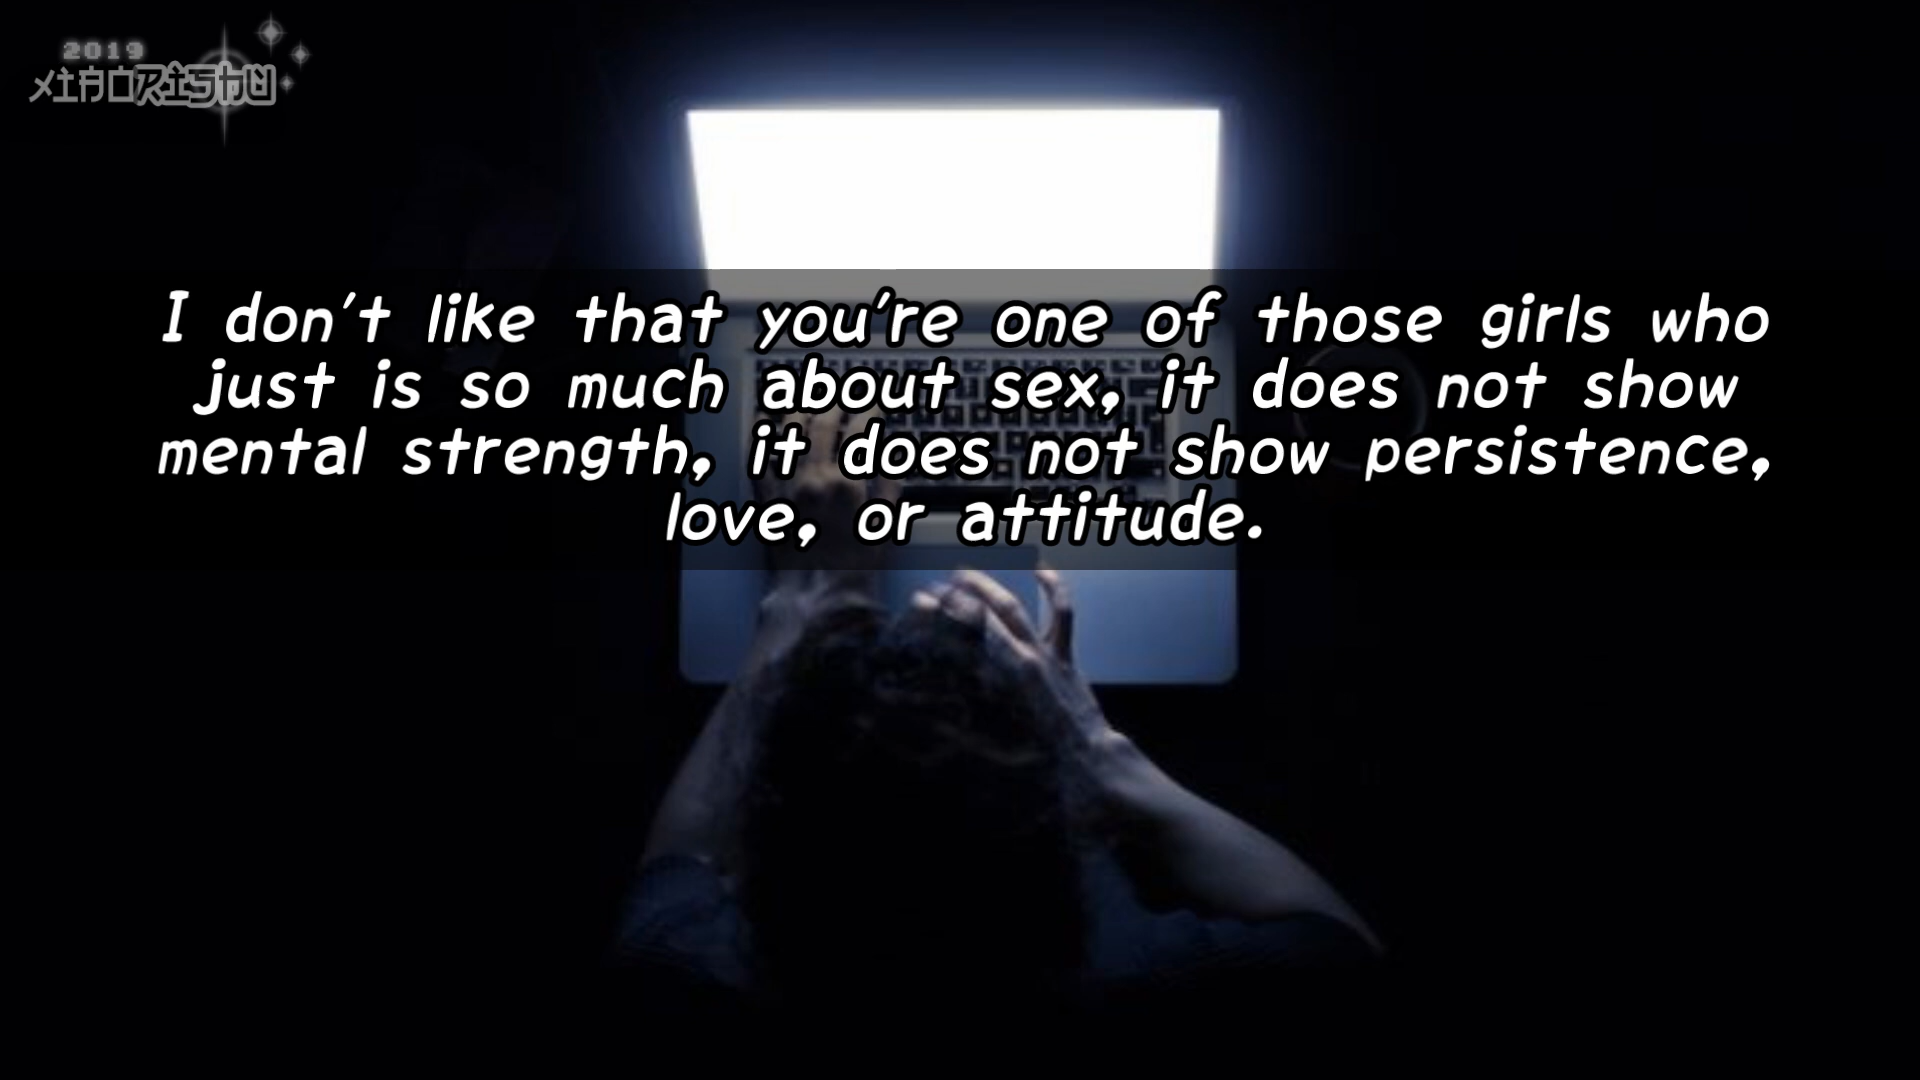 2019
XIAORISHU
I don't like that you're one of those girls who
just is so much about sex, it does not show
mental strength, it does not show persistence,
love, or attitude.